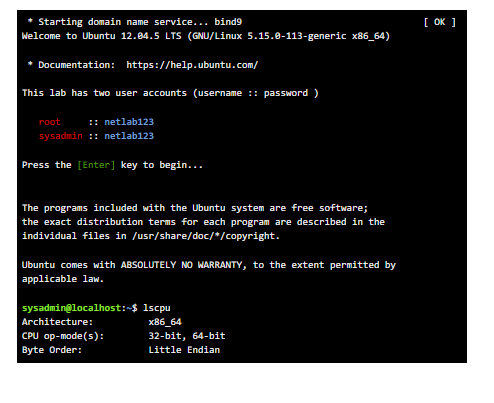 * Starting domain name service... bind9 [ OK ]
Welcome to Ubuntu 12.04.5 LTS (GNU/Linux 5.15.0-113-generic x86_64)
* Documentation: https://help.ubuntu.com/
This lab has two user accounts (username :: password )
root :: netlab123
sysadmin :: netlab123
Press the [Enter] key to begin...
The programs included with the Ubuntu system are free software;
the exact distribution terms for each program are described in the
individual files in /usr/share/doc/*/copyright.
Ubuntu comes with ABSOLUTELY NO WARRANTY, to the extent permitted by
applicable law.
sysadmin@localhost:~$ lscpu
Architecture: x86_64
CPU op-mode(s): 32-bit, 64-bit
Byte Order: Little Endian